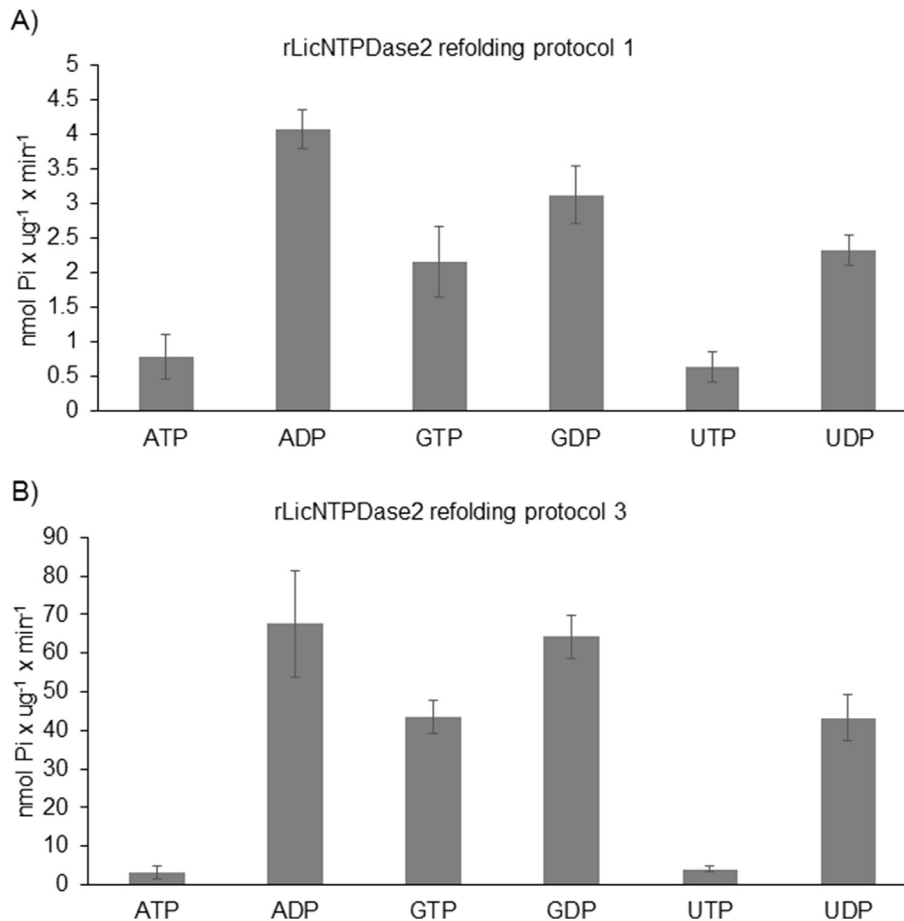 A)
rLicNTPDase2 refolding protocol 1
nmol Pi x ug⁻¹ x min⁻¹
5
4.5
4
3.5
3
2.5
2
1.5
1
0.5
0
ATP ADP GTP GDP UTP UDP
B)
rLicNTPDase2 refolding protocol 3
nmol Pi x ug⁻¹ x min⁻¹
90
80
70
60
50
40
30
20
10
0
ATP ADP GTP GDP UTP UDP